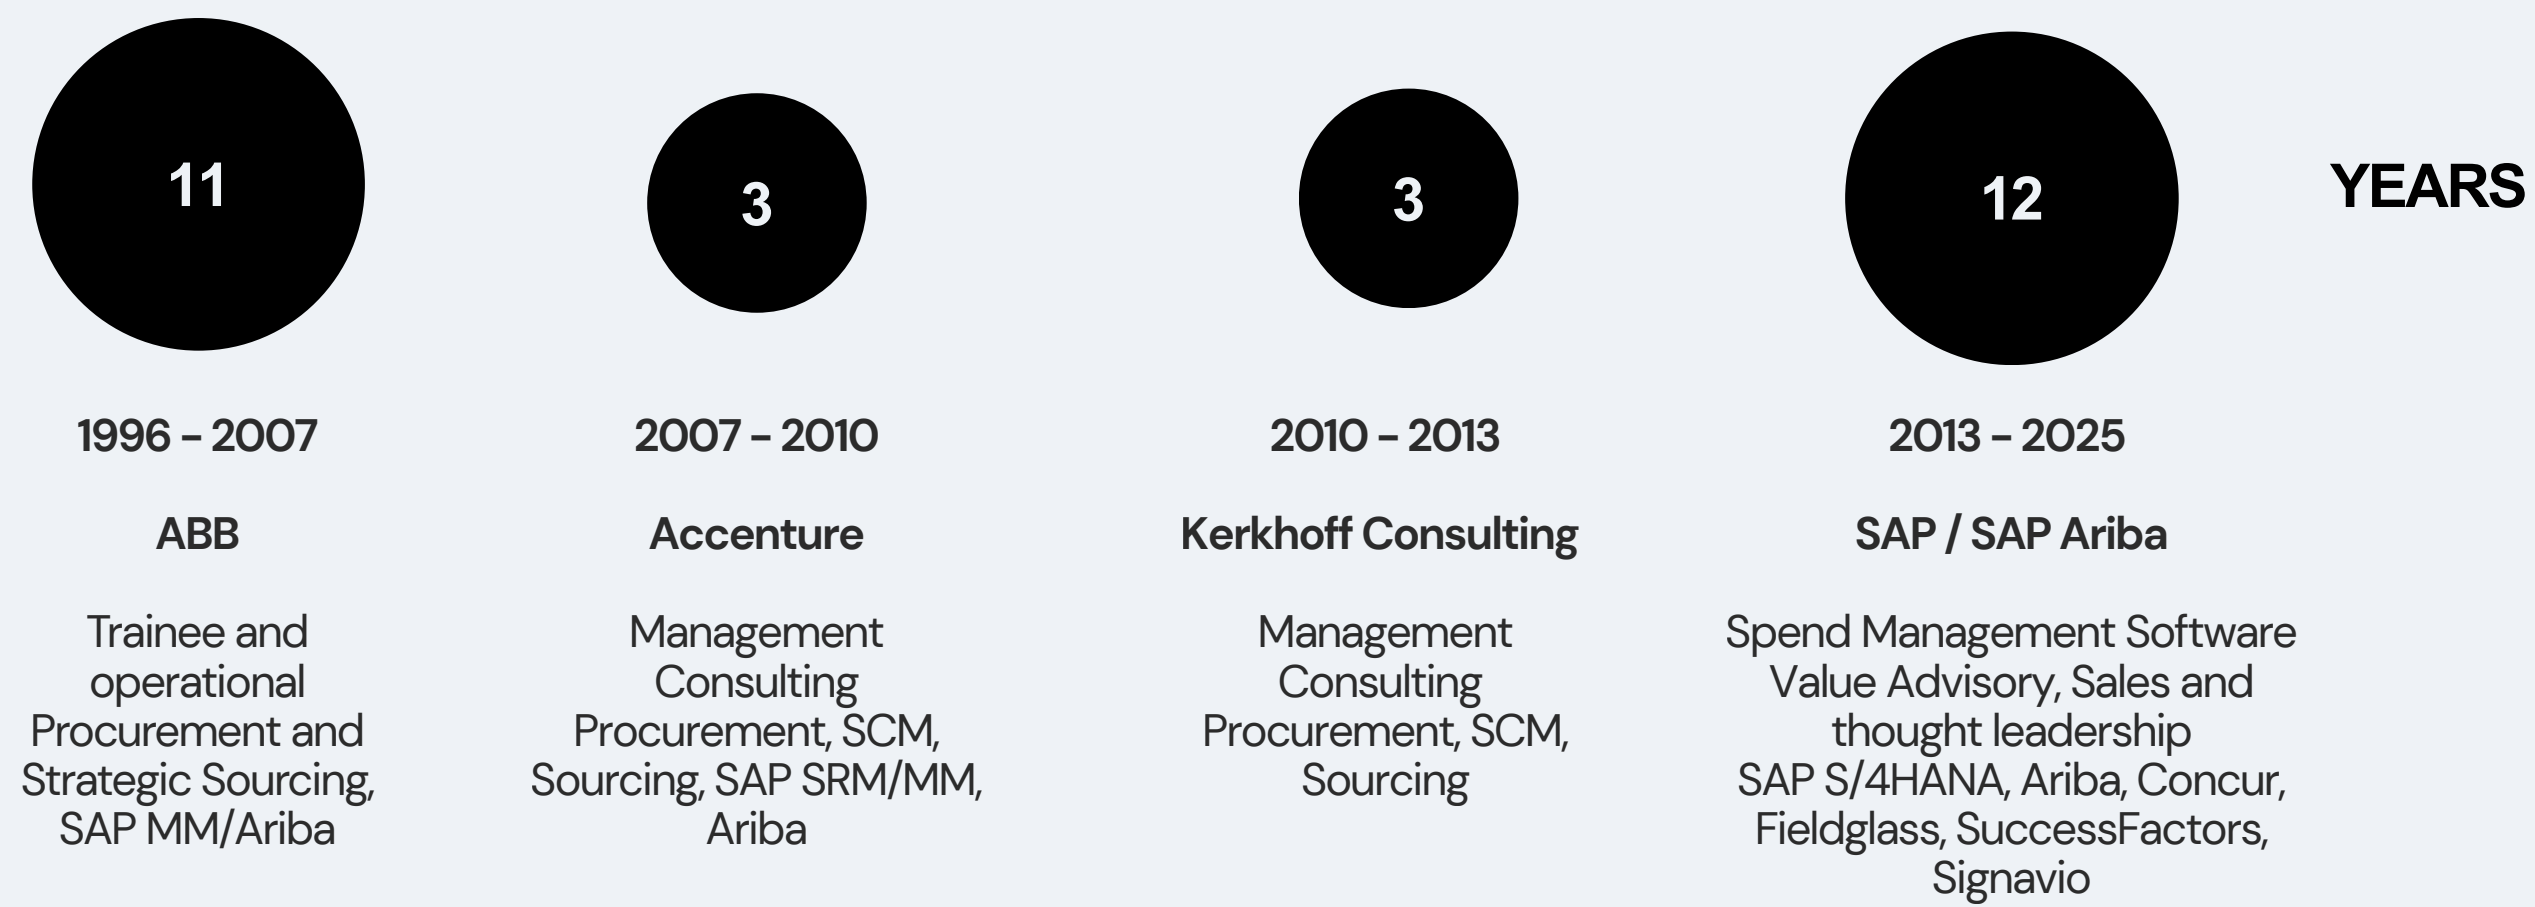 11
3
3
12
YEARS
1996 – 2007
ABB
Trainee and
operational
Procurement and
Strategic Sourcing,
SAP MM/Ariba
2007 – 2010
Accenture
Management
Consulting
Procurement, SCM,
Sourcing, SAP SRM/MM,
Ariba
2010 – 2013
Kerkhoff Consulting
Management
Consulting
Procurement, SCM,
Sourcing
2013 – 2025
SAP / SAP Ariba
Spend Management Software
Value Advisory, Sales and
thought leadership
SAP S/4HANA, Ariba, Concur,
Fieldglass, SuccessFactors,
Signavio